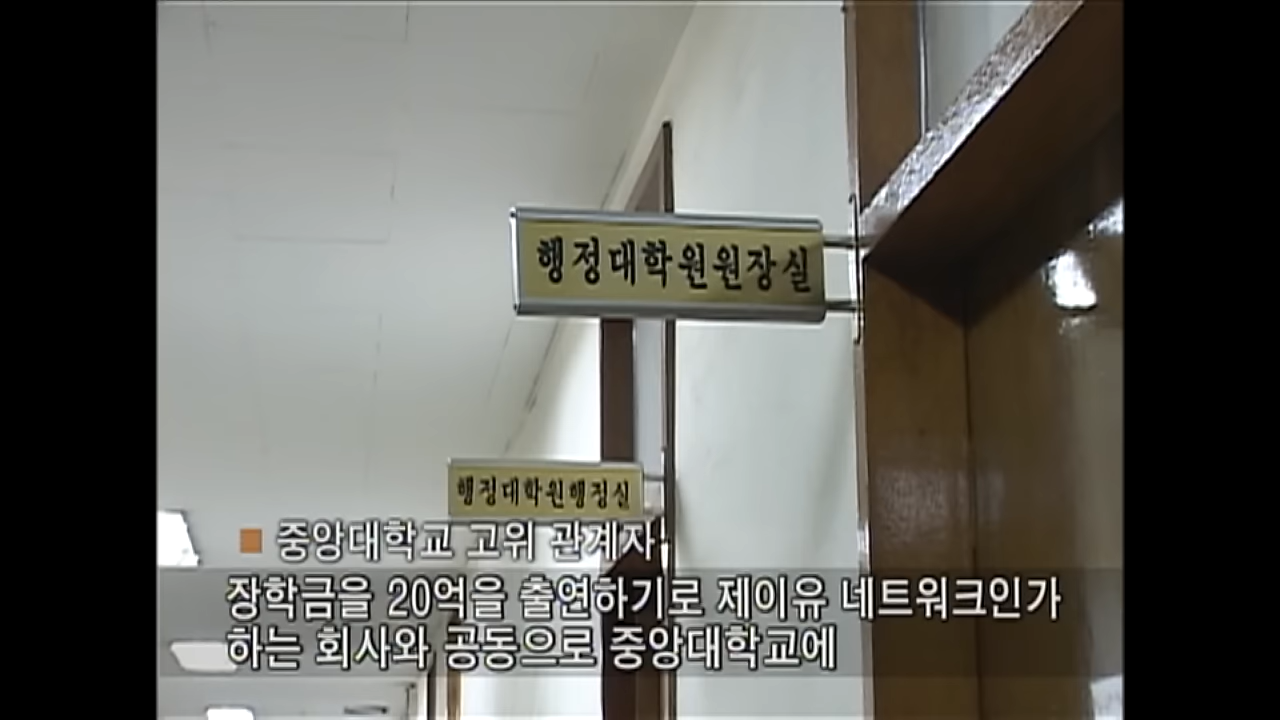 행정대학원원장실
행정대학원행정실
중앙대학교 고위 관계자
장학금을 20억을 출연하기로 제이유 네트워크인가
하는 회사와 공동으로 중앙대학교에